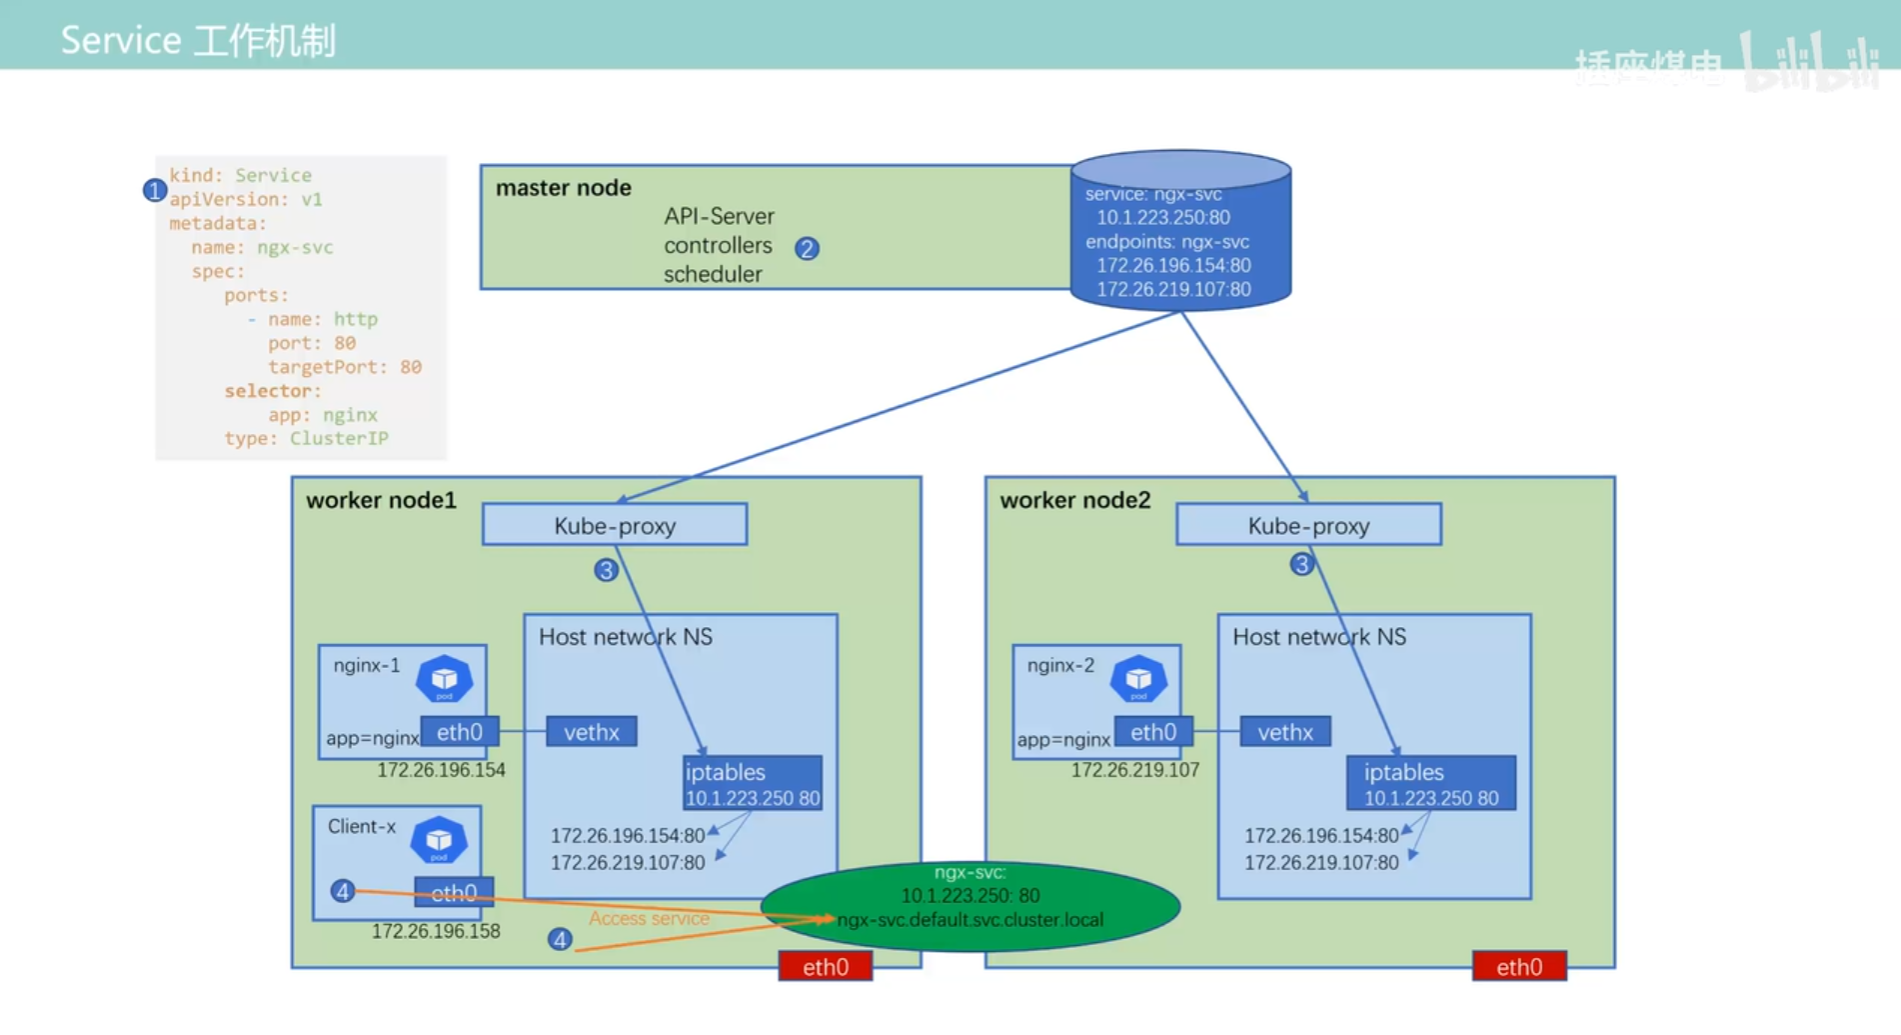 Service 工作机制
插座煤电 bilibili
1
kind: Service
apiVersion: v1
metadata:
name: ngx-svc
spec:
ports:
- name: http
port: 80
targetPort: 80
selector:
app: nginx
type: ClusterIP
master node
API-Server
controllers
2
scheduler
service: ngx-svc
10.1.223.250:80
endpoints: ngx-svc
172.26.196.154:80
172.26.219.107:80
worker node1
Kube-proxy
3
Host network NS
nginx-1
pod
app=nginx
eth0
vethx
172.26.196.154
iptables
10.1.223.250 80
172.26.196.154:80
172.26.219.107:80
Client-x
pod
4
eth0
172.26.196.158
Access service
4
eth0
ngx-svc:
10.1.223.250: 80
ngx-svc.default.svc.cluster.local
worker node2
Kube-proxy
3
Host network NS
nginx-2
pod
app=nginx
eth0
vethx
172.26.219.107
iptables
10.1.223.250 80
172.26.196.154:80
172.26.219.107:80
eth0